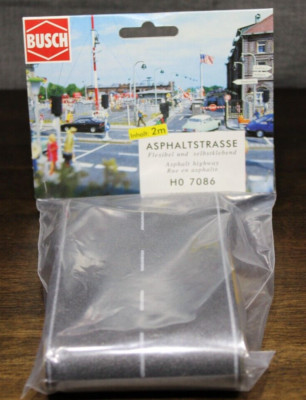 BUSCH
Inhalt: 2m
ASPHALTSTRASSE
Flexibel und selbstklebend
Asphalt highway
Rue en asphalte
H0 7086